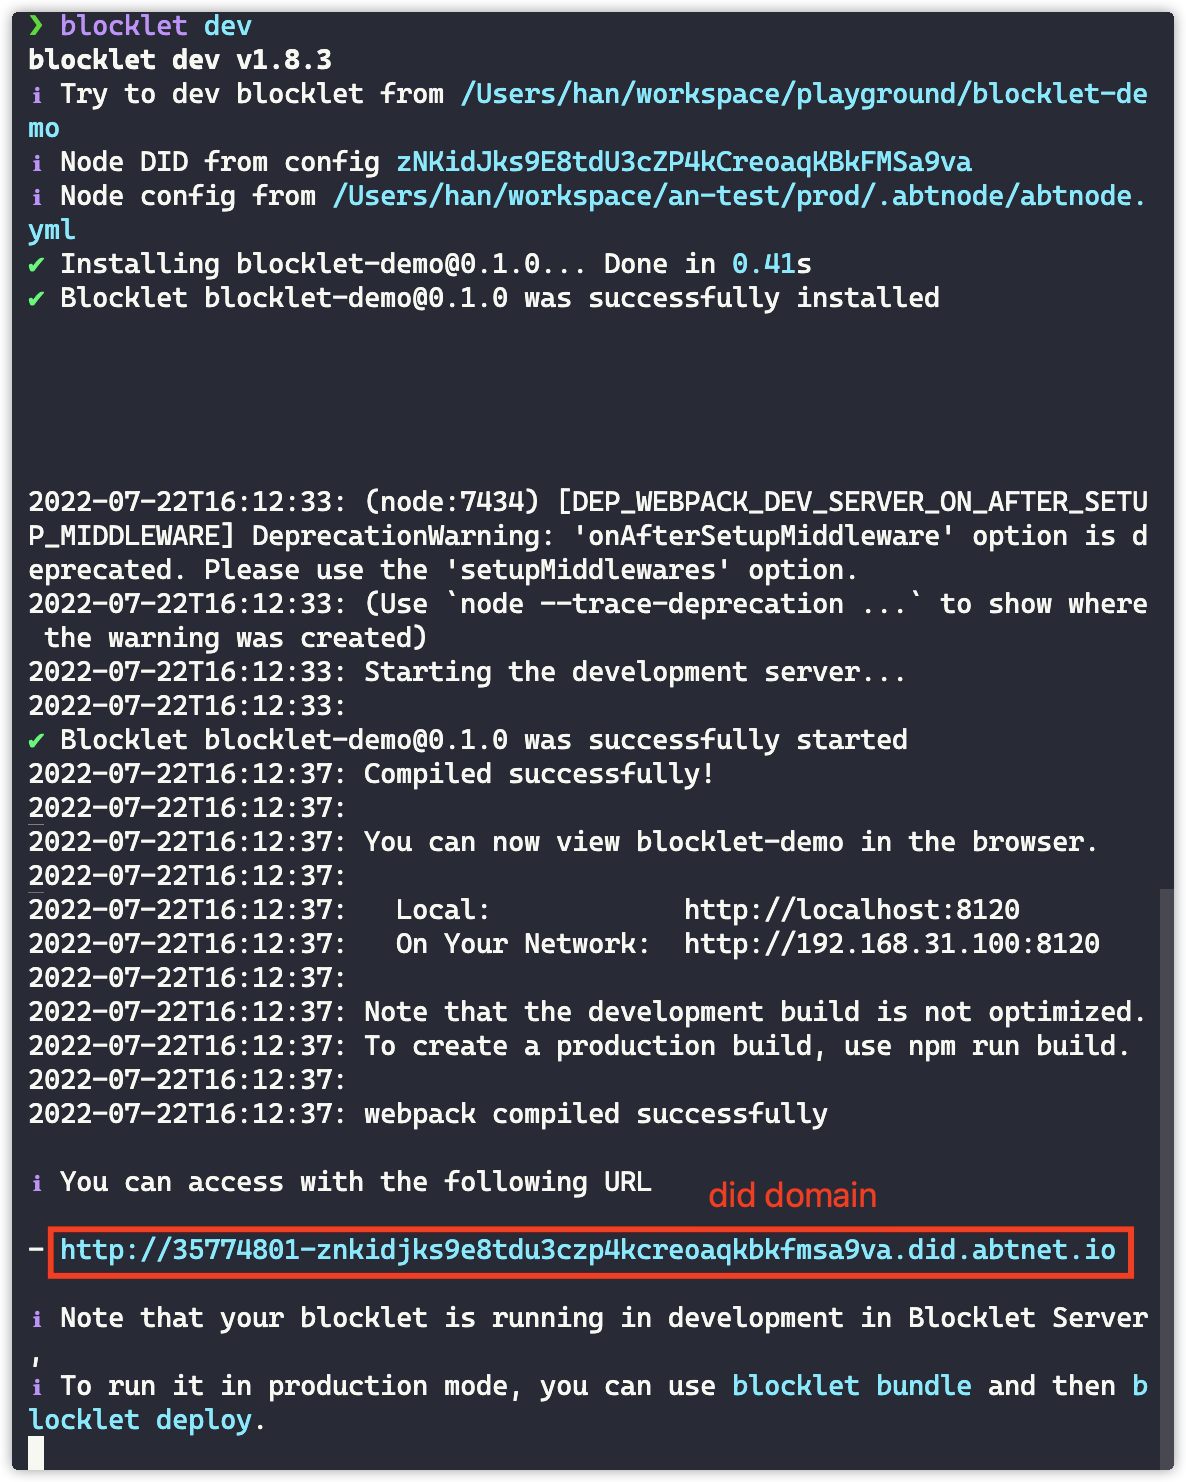 ❯ blocklet dev
blocklet dev v1.8.3
ℹ Try to dev blocklet from /Users/han/workspace/playground/blocklet-de
mo
ℹ Node DID from config zNKidJks9E8tdU3cZP4kCreoaqKBkFMSa9va
ℹ Node config from /Users/han/workspace/an-test/prod/.abtnode/abtnode.
yml
✔ Installing blocklet-demo@0.1.0... Done in 0.41s
✔ Blocklet blocklet-demo@0.1.0 was successfully installed
2022-07-22T16:12:33: (node:7434) [DEP_WEBPACK_DEV_SERVER_ON_AFTER_SETU
P_MIDDLEWARE] DeprecationWarning: 'onAfterSetupMiddleware' option is d
eprecated. Please use the 'setupMiddlewares' option.
2022-07-22T16:12:33: (Use `node --trace-deprecation ...` to show where
 the warning was created)
2022-07-22T16:12:33: Starting the development server...
2022-07-22T16:12:33:
✔ Blocklet blocklet-demo@0.1.0 was successfully started
2022-07-22T16:12:37: Compiled successfully!
2022-07-22T16:12:37:
2022-07-22T16:12:37: You can now view blocklet-demo in the browser.
2022-07-22T16:12:37:
2022-07-22T16:12:37:   Local:            http://localhost:8120
2022-07-22T16:12:37:   On Your Network:  http://192.168.31.100:8120
2022-07-22T16:12:37:
2022-07-22T16:12:37: Note that the development build is not optimized.
2022-07-22T16:12:37: To create a production build, use npm run build.
2022-07-22T16:12:37:
2022-07-22T16:12:37: webpack compiled successfully
ℹ You can access with the following URL
did domain
- http://35774801-znkidjks9e8tdu3czp4kcreoaqkbkfmsa9va.did.abtnet.io
ℹ Note that your blocklet is running in development in Blocklet Server
,
ℹ To run it in production mode, you can use blocklet bundle and then b
locklet deploy.